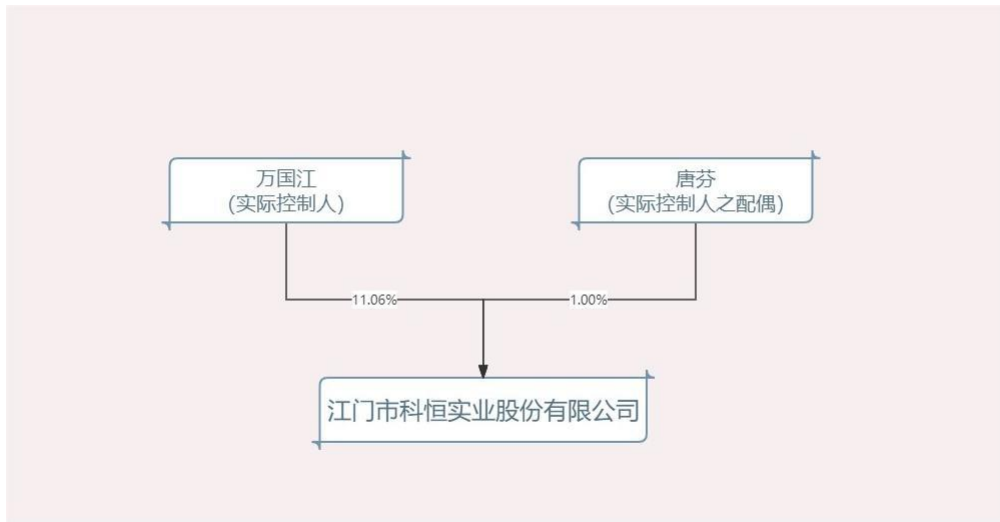 万国江
(实际控制人)
唐芬
(实际控制人之配偶)
11.06%
1.00%
江门市科恒实业股份有限公司